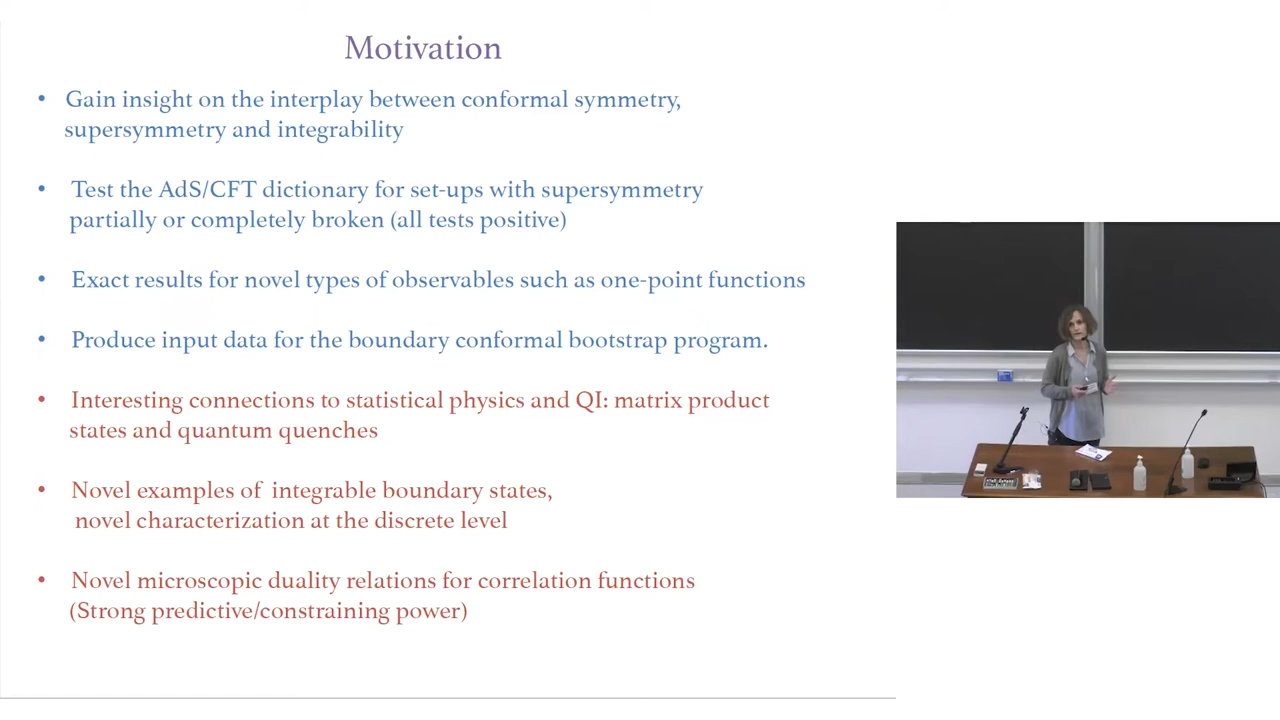 Motivation
• Gain insight on the interplay between conformal symmetry,
supersymmetry and integrability
• Test the AdS/CFT dictionary for set-ups with supersymmetry
partially or completely broken (all tests positive)
• Exact results for novel types of observables such as one-point functions
• Produce input data for the boundary conformal bootstrap program.
• Interesting connections to statistical physics and QI: matrix product
states and quantum quenches
• Novel examples of integrable boundary states,
novel characterization at the discrete level
• Novel microscopic duality relations for correlation functions
(Strong predictive/constraining power)